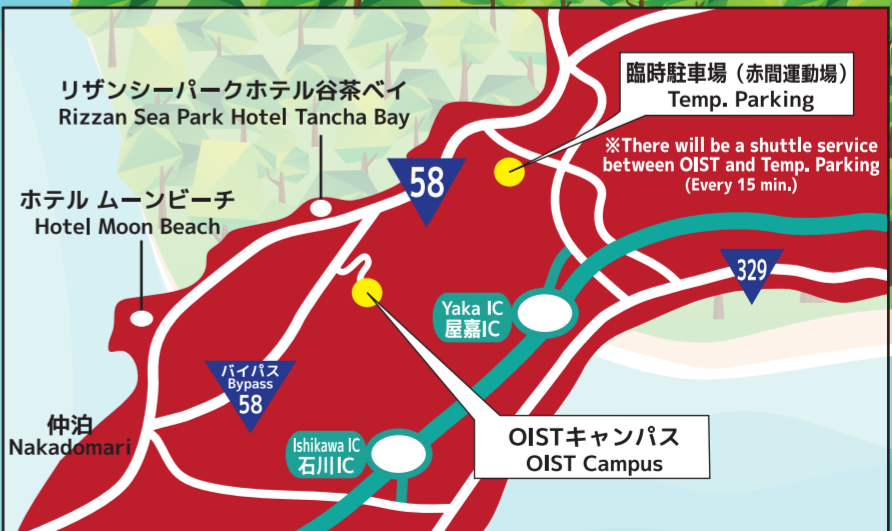 リザンシーパークホテル谷茶ベイ
Rizzan Sea Park Hotel Tancha Bay
臨時駐車場（赤間運動場）
Temp. Parking
※There will be a shuttle service
between OIST and Temp. Parking
(Every 15 min.)
58
ホテル ムーンビーチ
Hotel Moon Beach
329
Yaka IC
屋嘉IC
バイパス
Bypass
58
仲泊
Nakadomari
Ishikawa IC
石川IC
OISTキャンパス
OIST Campus